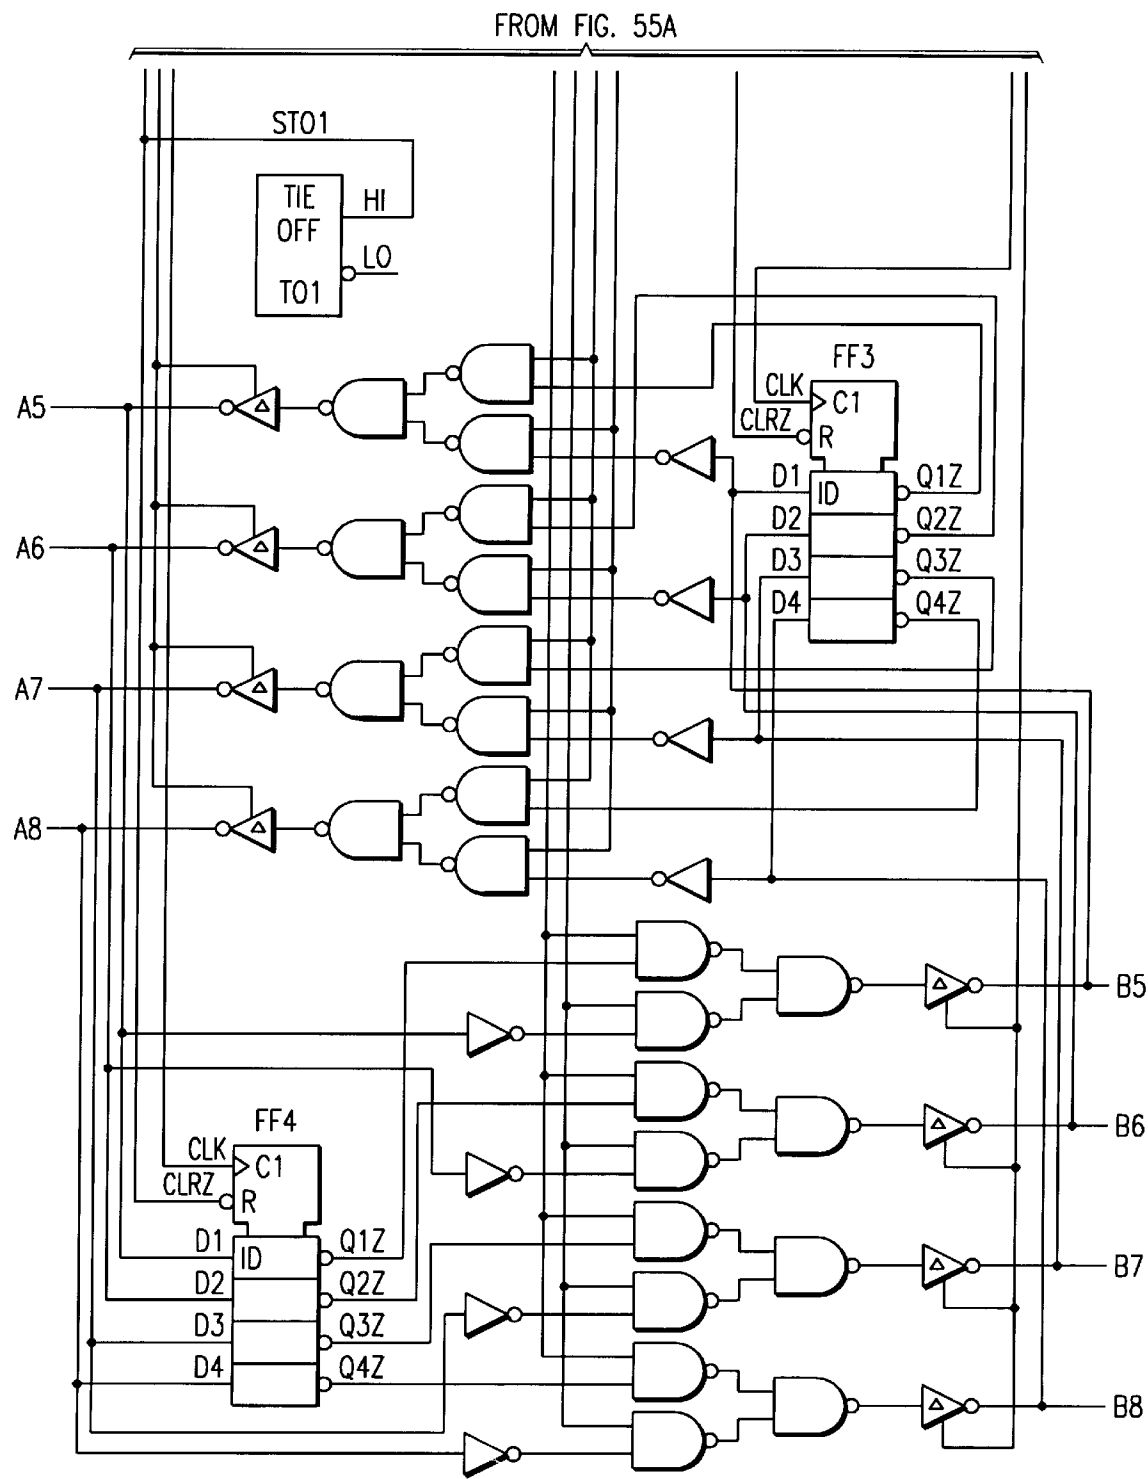 FROM FIG. 55A
STO1
TIE
OFF
TO1
HI
LO
FF3
CLK
C1
CLRZ
R
A5
D1
ID
Q1Z
D2
Q2Z
A6
D3
Q3Z
D4
Q4Z
A7
A8
B5
FF4
B6
CLK
C1
CLRZ
R
D1
ID
Q1Z
B7
D2
Q2Z
D3
Q3Z
D4
Q4Z
B8